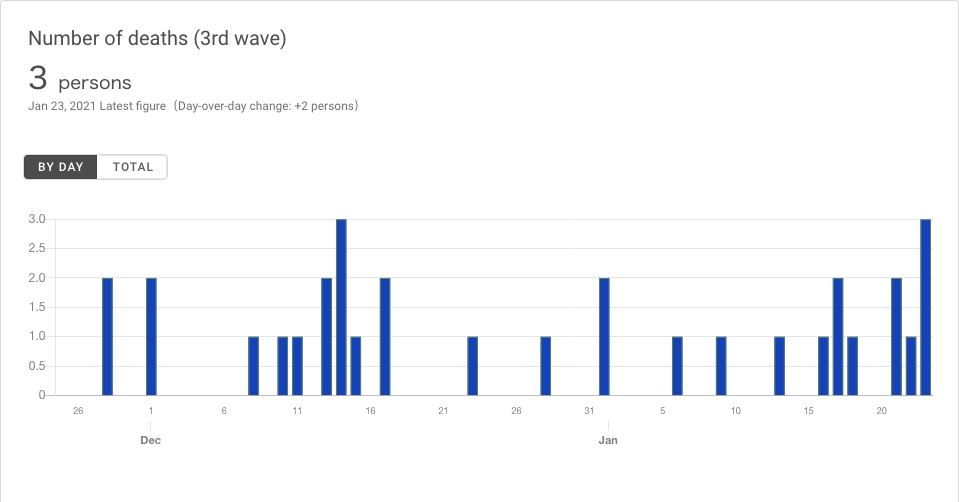 Number of deaths (3rd wave)
3 persons
Jan 23, 2021 Latest figure（Day-over-day change: +2 persons）
BY DAY TOTAL
3.0
2.5
2.0
1.5
1.0
0.5
0
26 1 6 11 16 21 26 31 5 10 15 20
Dec Jan